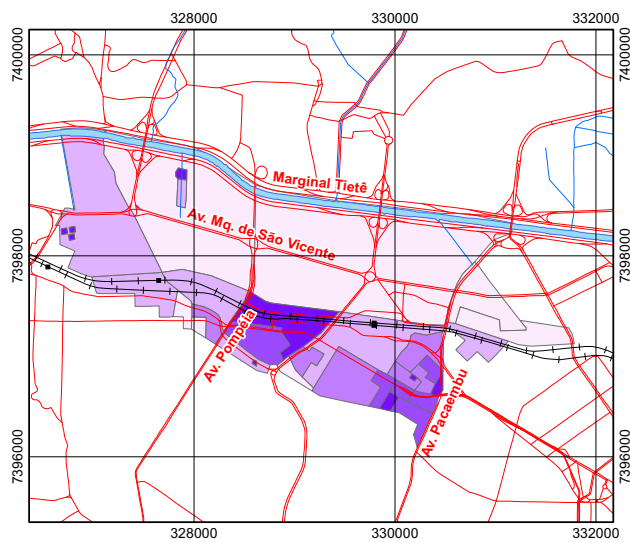 328000 330000 332000
7400000 7400000
Marginal Tietê
Av. Mq. de São Vicente
7398000 7398000
Av. Pompéia
Av. Pacaembu
7396000 7396000
328000 330000 332000